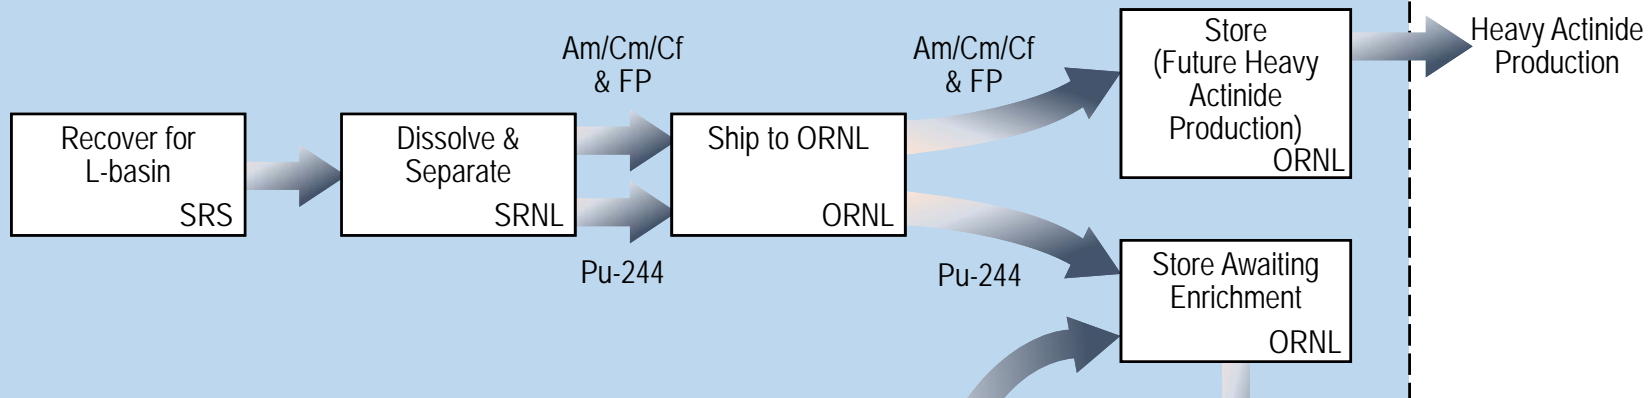 Recover for
L-basin
SRS
Dissolve &
Separate
SRNL
Am/Cm/Cf
& FP
Pu-244
Ship to ORNL
ORNL
Am/Cm/Cf
& FP
Pu-244
Store
(Future Heavy
Actinide
Production)
ORNL
Store Awaiting
Enrichment
ORNL
Heavy Actinide
Production